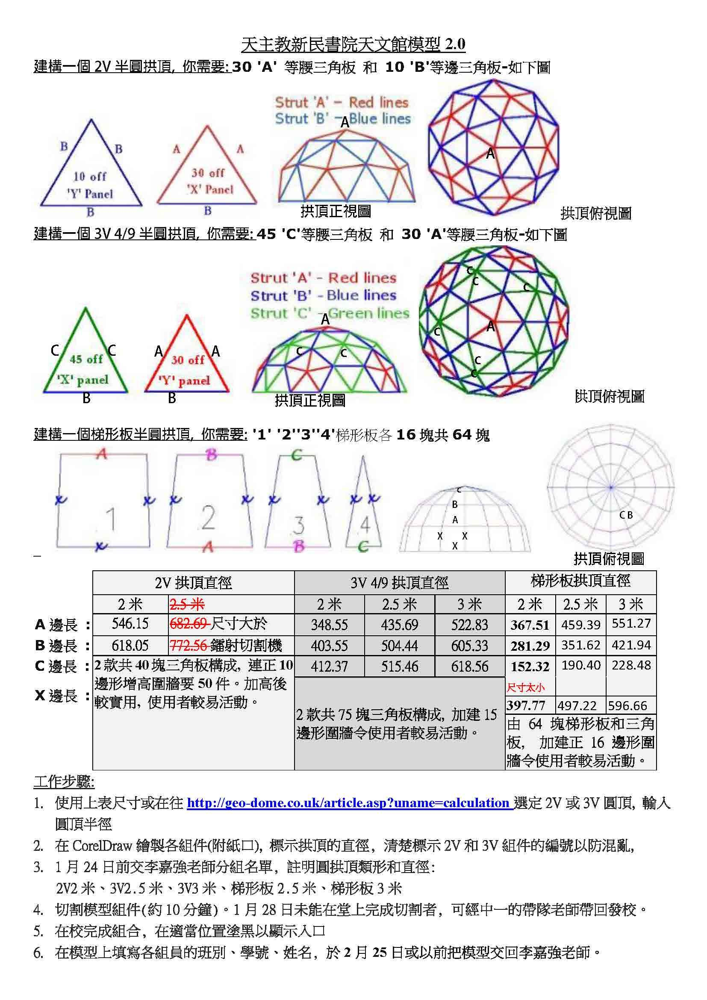 天主教新民書院天文館模型 2.0
建構一個 2V 半圓拱頂, 你需要: 30 'A' 等腰三角板 和 10 'B'等邊三角板-如下圖
Strut 'A' – Red lines
Strut 'B' – Blue lines
A
B B
10 off
'Y' Panel
B
A A
30 off
'X' Panel
B
A
拱頂正視圖
拱頂俯視圖
建構一個 3V 4/9 半圓拱頂, 你需要: 45 'C'等腰三角板 和 30 'A'等腰三角板-如下圖
Strut 'A' - Red lines
Strut 'B' - Blue lines
Strut 'C' - Green lines
C C
45 off
'X' panel
B
A A
30 off
'Y' panel
B
A
C C
拱頂正視圖
C
C
C
C
A
C
C
拱頂俯視圖
建構一個梯形板半圓拱頂, 你需要: '1' '2''3''4'梯形板各 16 塊共 64 塊
A B C
x x x x x x x x
1 2 3 4
x A B C
C
B
A
X X
X
C B
拱頂俯視圖
2V 拱頂直徑 3V 4/9 拱頂直徑 梯形板拱頂直徑
2 米 2.5 米 2 米 2.5 米 3 米 2 米 2.5 米 3 米
A 邊長 : 546.15 682.69 尺寸大於 348.55 435.69 522.83 367.51 459.39 551.27
B 邊長 : 618.05 772.56 鐳射切割機 403.55 504.44 605.33 281.29 351.62 421.94
C 邊長 : 412.37 515.46 618.56 152.32 190.40 228.48
尺寸太小
X 邊長 : 397.77 497.22 596.66
2 款共 40 塊三角板構成, 連正 10
邊形增高圍牆要 50 件。加高後
較實用, 使用者較易活動。
2 款共 75 塊三角板構成, 加建 15
邊形圍牆令使用者較易活動。
由 64 塊梯形板和三角
板, 加建正 16 邊形圍
牆令使用者較易活動。
工作步驟:
1. 使用上表尺寸或在往 http://geo-dome.co.uk/article.asp?uname=calculation 選定 2V 或 3V 圓頂, 輸入
圓頂半徑
2. 在 CorelDraw 繪製各組件(附紙口), 標示拱頂的直徑, 清楚標示 2V 和 3V 組件的編號以防混亂,
3. 1 月 24 日前交李嘉強老師分組名單, 註明圓拱頂類形和直徑:
2V2 米、3V2.5 米、3V3 米、梯形板 2.5 米、梯形板 3 米
4. 切割模型組件(約 10 分鐘)。1 月 28 日未能在堂上完成切割者, 可經中一的帶隊老師帶回發校。
5. 在校完成組合, 在適當位置塗黑以顯示入口
6. 在模型上填寫各組員的班別、學號、姓名, 於 2 月 25 日或以前把模型交回李嘉強老師。